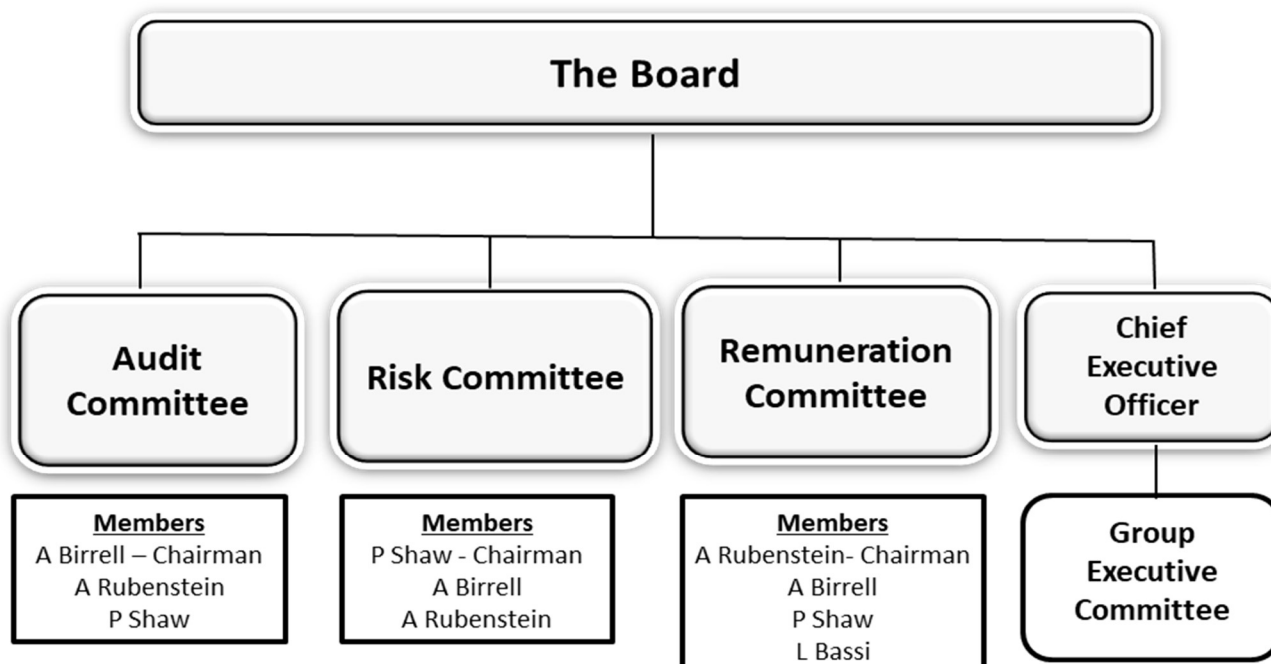 The Board
Audit
Committee
Risk Committee
Remuneration
Committee
Chief
Executive
Officer
Members
A Birrell – Chairman
A Rubenstein
P Shaw
Members
P Shaw - Chairman
A Birrell
A Rubenstein
Members
A Rubenstein- Chairman
A Birrell
P Shaw
L Bassi
Group
Executive
Committee